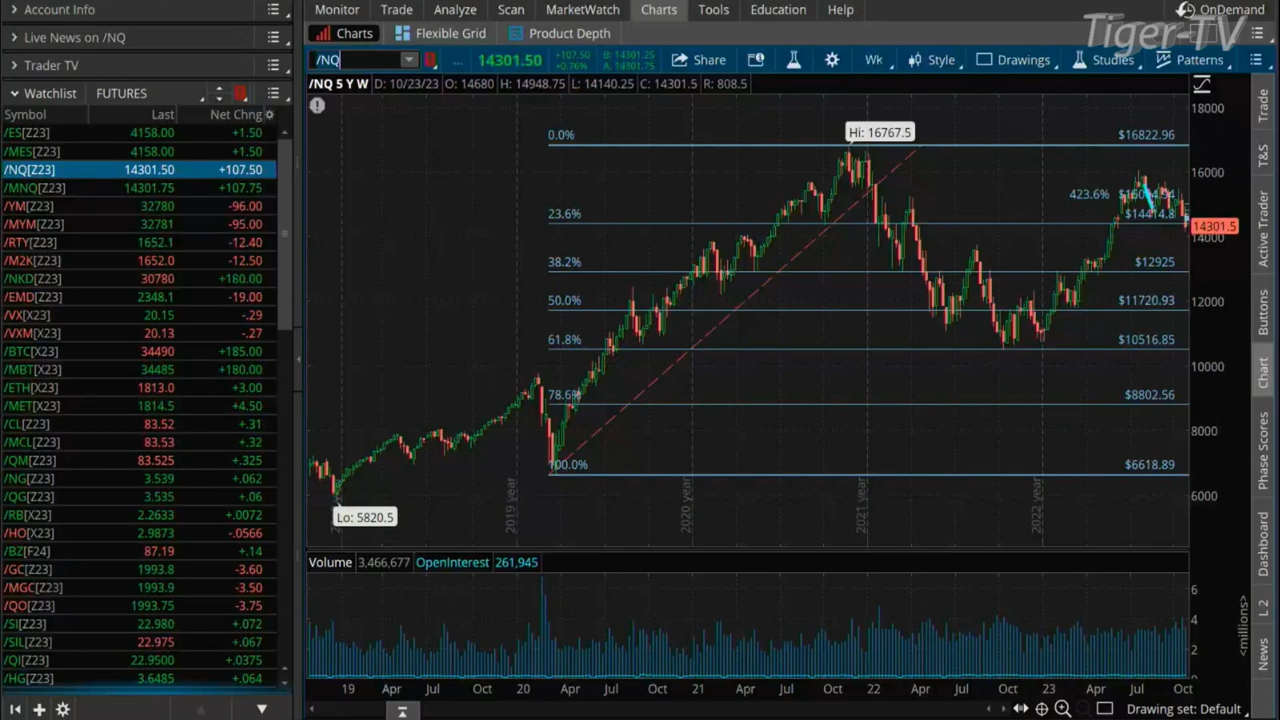 Account Info
Live News on /NQ
Trader TV
Watchlist FUTURES
Symbol Last Net Chng
/ES[Z23] 4158.00 +1.50
/MES[Z23] 4158.00 +1.50
/NQ[Z23] 14301.50 +107.50
/MNQ[Z23] 14301.75 +107.75
/YM[Z23] 32780 -96.00
/MYM[Z23] 32781 -95.00
/RTY[Z23] 1652.1 -12.40
/M2K[Z23] 1652.0 -12.50
/NKD[Z23] 30780 +180.00
/EMD[Z23] 2348.1 -19.00
/VX[X23] 20.15 -.29
/VXM[X23] 20.13 -.27
/BTC[X23] 34490 +185.00
/MBT[X23] 34485 +180.00
/ETH[X23] 1813.0 +3.00
/MET[X23] 1814.5 +4.50
/CL[Z23] 83.52 +.31
/MCL[Z23] 83.53 +.32
/QM[Z23] 83.525 +.325
/NG[Z23] 3.539 +.062
/QG[Z23] 3.535 +.06
/RB[X23] 2.2633 +.0072
/HO[X23] 2.9873 -.0566
/BZ[F24] 87.19 +.14
/GC[Z23] 1993.8 -3.60
/MGC[Z23] 1993.9 -3.50
/QO[Z23] 1993.75 -3.75
/SI[Z23] 22.980 +.072
/SIL[Z23] 22.975 +.067
/QI[Z23] 22.9500 +.0375
/HG[Z23] 3.6485 +.064
Monitor Trade Analyze Scan MarketWatch Charts Tools Education Help
OnDemand
Tiger-TV
Charts Flexible Grid Product Depth
/NQ 14301.50 +107.50 B: 14301.25
+0.76% A: 14301.75
Share Wk Style Drawings Studies Patterns
/NQ 5 Y W D: 10/23/23 O: 14680 H: 14948.75 L: 14140.25 C: 14301.5 R: 808.5
18000
Hi: 16767.5
0.0% $16822.96
16000
423.6%
23.6% $14414.8
14301.5
14000
38.2% $12925
12000
50.0% $11720.93
61.8% $10516.85
10000
78.6% $8802.56
8000
100.0% $6618.89
6000
Lo: 5820.5
2019 year
2020 year
2021 year
2022 year
Volume 3,466,677 OpenInterest 261,945
6
4
2
<millions>
19 Apr Jul Oct 20 Apr Jul Oct 21 Apr Jul Oct 22 Apr Jul Oct 23 Apr Jul Oct
Drawing set: Default
Trade
T&S
Active Trader
Buttons
Chart
Phase Scores
Dashboard
L 2
News